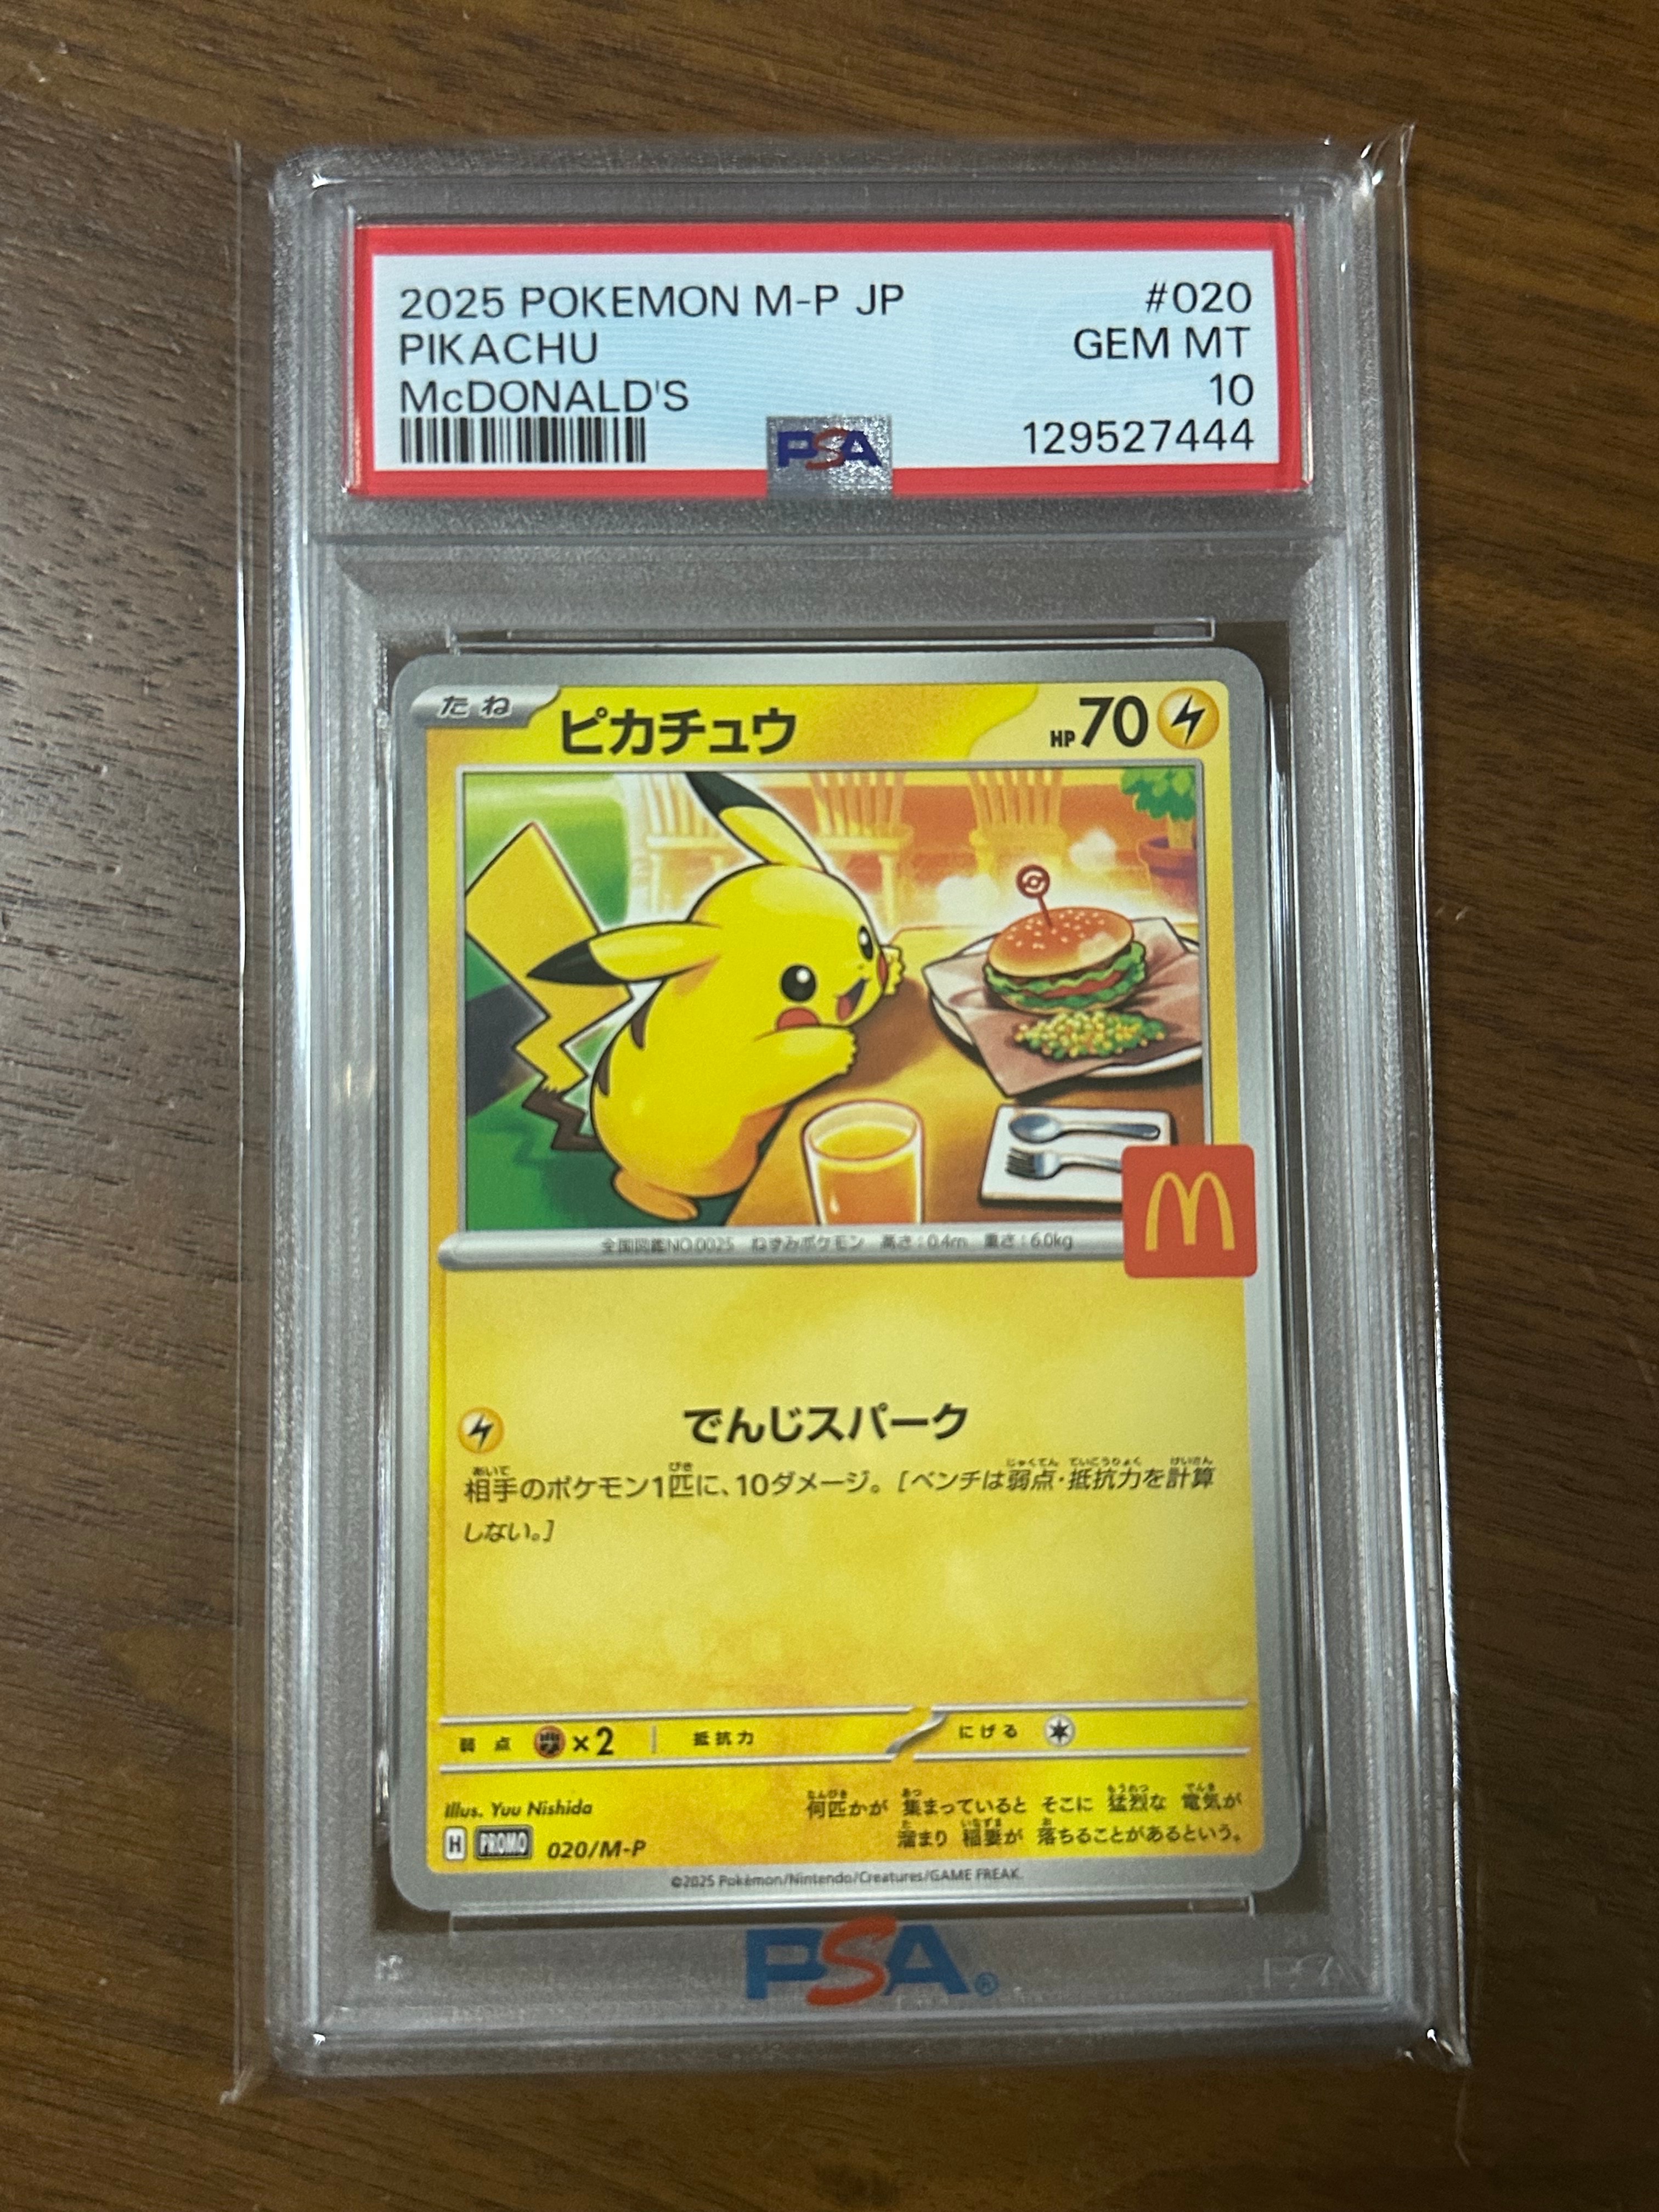 2025 POKEMON M-P JP #020
PIKACHU GEM MT
McDONALD'S 10
PSA 129527444
たね ピカチュウ HP70
全国図鑑NO.0025 ねずみポケモン 高さ:0.4m 重さ:6.0kg
でんじスパーク
相手のポケモン1匹に、10ダメージ。[ベンチは弱点・抵抗力を計算
しない。]
弱点 ×2 抵抗力 にげる
Illus. Yuu Nishida
何匹かが 集まっていると そこに 猛烈な 電気が
溜まり 稲妻が 落ちることがあるという。
H PROMO 020/M-P
©2025 Pokémon/Nintendo/Creatures/GAME FREAK.
PSA®